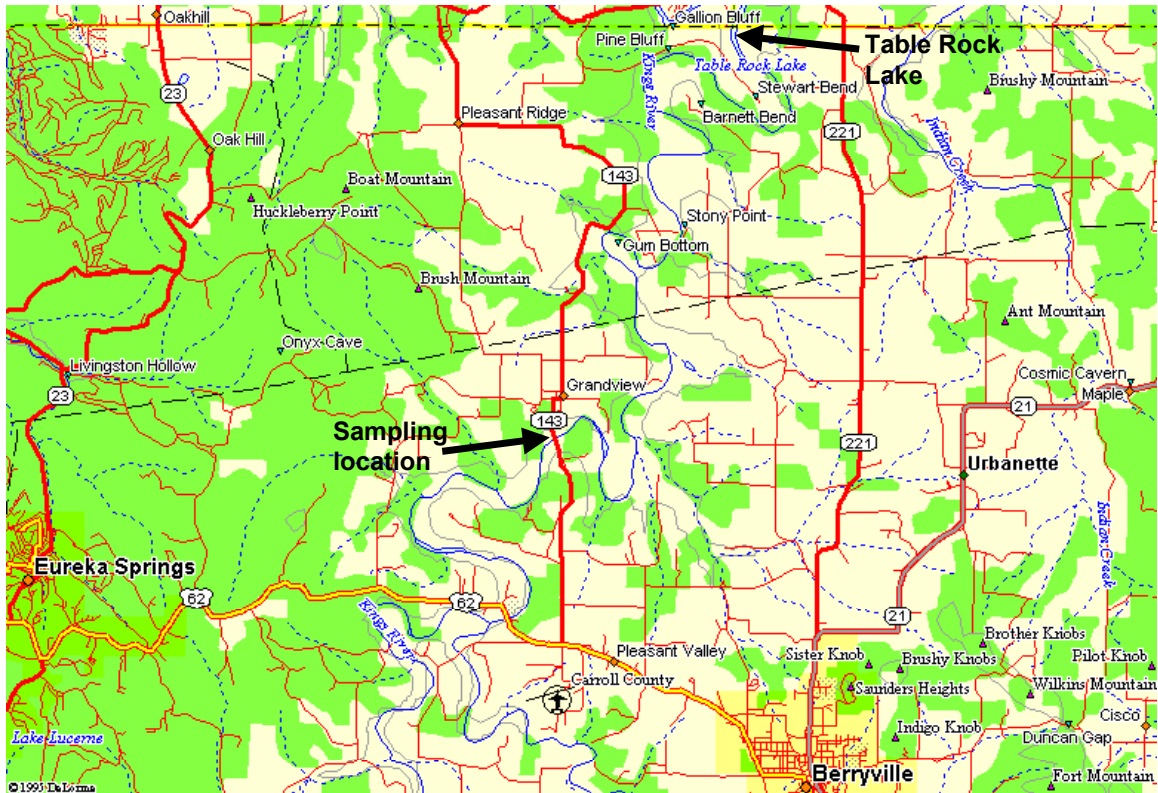 Oakhill
Gallion Bluff
Pine Bluff
Table Rock
Lake
Table Rock Lake
Kings River
Brushy Mountain
23
Stewart Bend
Barnett Bend
Pleasant Ridge
221
Oak Hill
Indian Creek
143
Boat Mountain
Huckleberry Point
Stony Point
Gum Bottom
Brush Mountain
Ant Mountain
Onyx Cave
Livingston Hollow
Cosmic Cavern
Maple
23
Grandview
21
143
Sampling
location
221
Urbanette
Indian Creek
Eureka Springs
62
62
Kings River
21
Brother Knobs
Pleasant Valley
Sister Knob
Brushy Knobs
Pilot Knob
Carroll County
Saunders Heights
Wilkins Mountain
Cisco
Lake Lucerne
Indigo Knob
Duncan Gap
Berryville
Fort Mountain
©1995 DeLorme